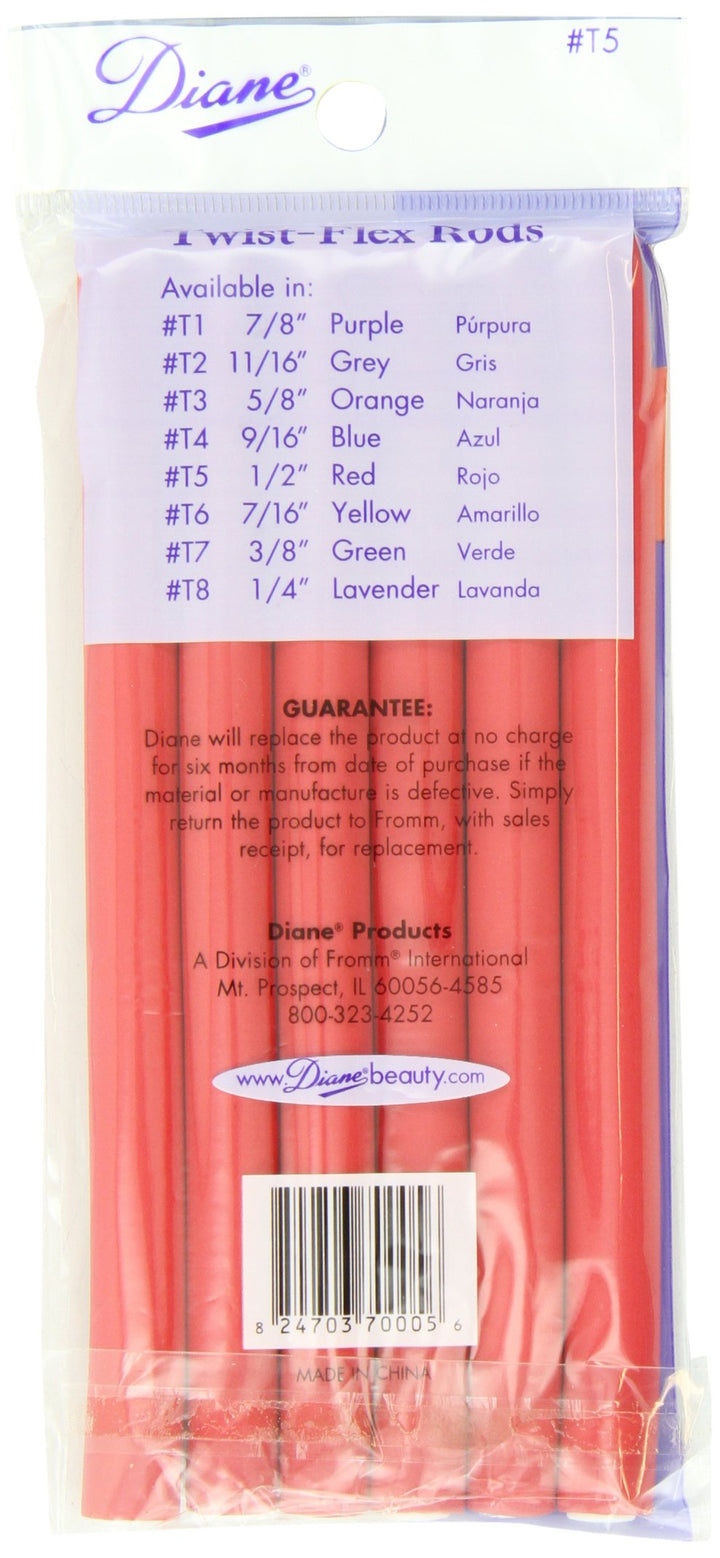 Diane®
#T5
Twist-Flex Rods
Available in:
#T1 7/8" Purple Púrpura
#T2 11/16" Grey Gris
#T3 5/8" Orange Naranja
#T4 9/16" Blue Azul
#T5 1/2" Red Rojo
#T6 7/16" Yellow Amarillo
#T7 3/8" Green Verde
#T8 1/4" Lavender Lavanda
GUARANTEE:
Diane will replace the product at no charge
for six months from date of purchase if the
material or manufacture is defective. Simply
return the product to Fromm, with sales
receipt, for replacement.
Diane® Products
A Division of Fromm® International
Mt. Prospect, IL 60056-4585
800-323-4252
www.Diane®beauty.com
8 24703 70005 6
MADE IN CHINA